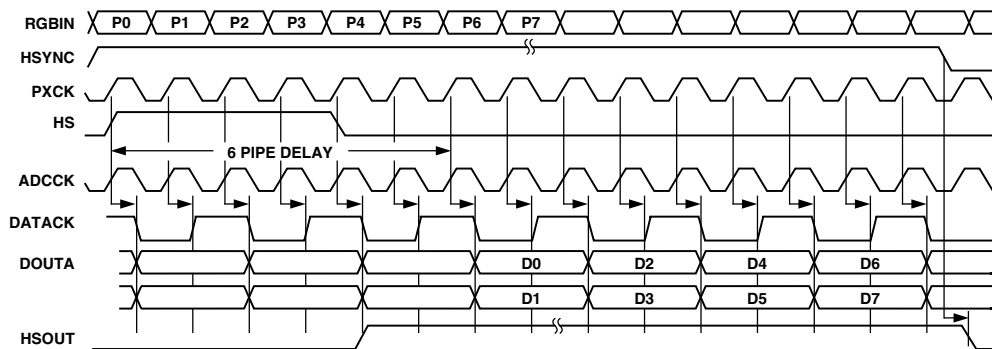 RGBIN P0 P1 P2 P3 P4 P5 P6 P7
HSYNC
PXCK
HS
6 PIPE DELAY
ADCCK
DATACK
DOUTA D0 D2 D4 D6
D1 D3 D5 D7
HSOUT